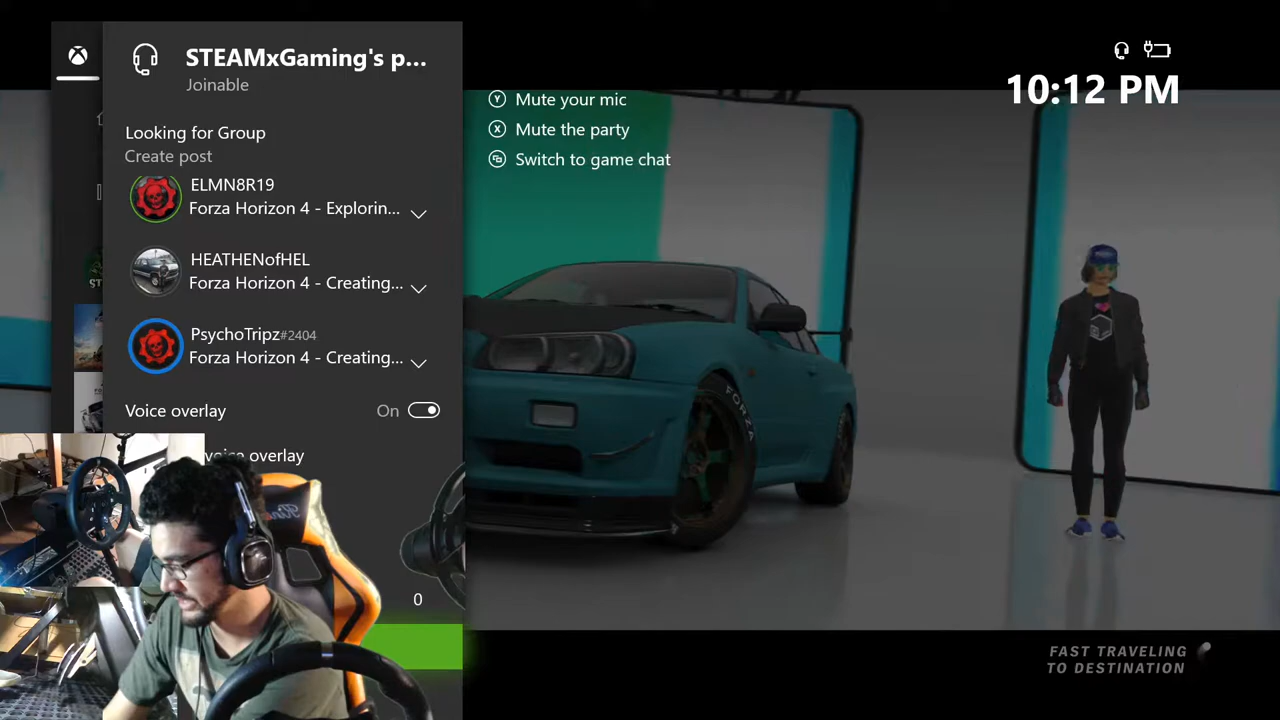 STEAMxGaming's p...
Joinable
Looking for Group
Create post
ELMN8R19
Forza Horizon 4 - Explorin...
HEATHENofHEL
Forza Horizon 4 - Creating...
PsychoTripz#2404
Forza Horizon 4 - Creating...
Voice overlay
On
voice overlay
0
Y Mute your mic
X Mute the party
Switch to game chat
10:12 PM
FORZA
FAST TRAVELING
TO DESTINATION